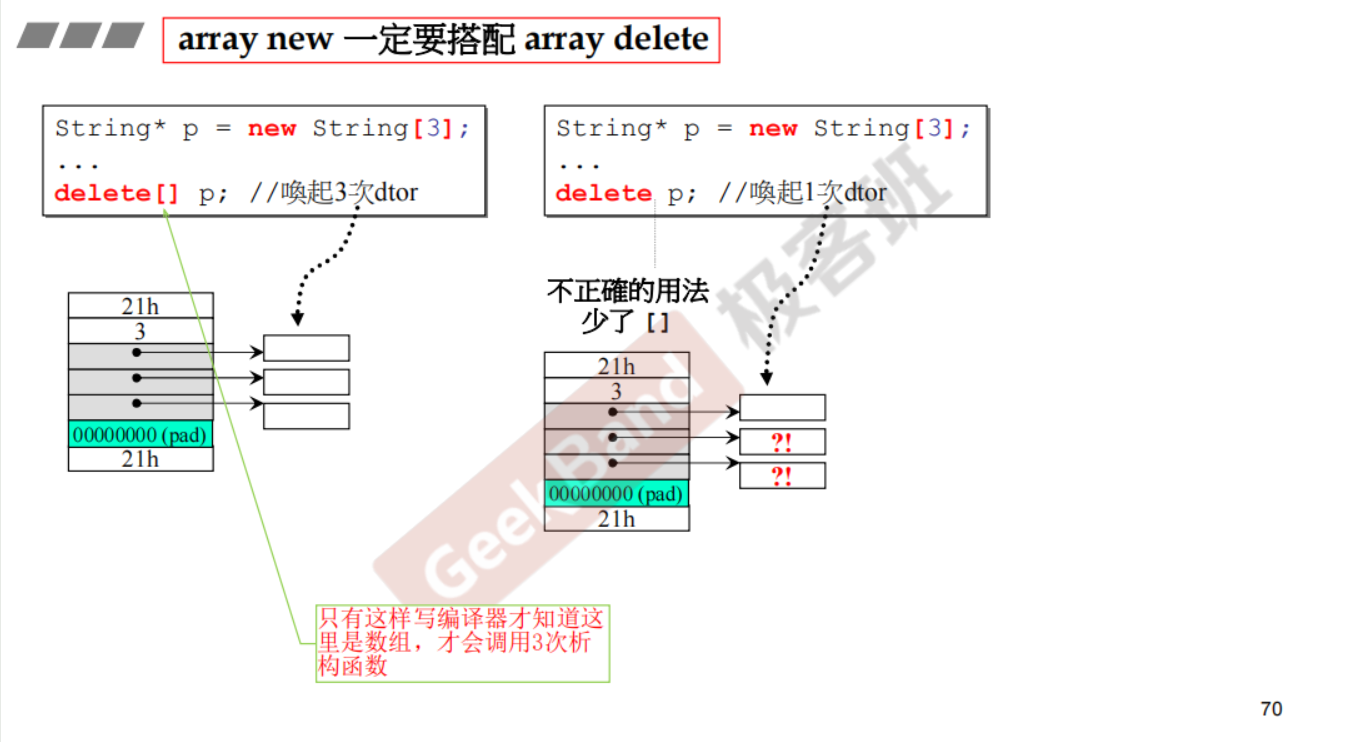 array new 一定要搭配 array delete
String* p = new String[3];
...
delete[] p; //喚起3次dtor
String* p = new String[3];
...
delete p; //喚起1次dtor
不正確的用法
少了 []
21h
3
00000000 (pad)
21h
21h
3
00000000 (pad)
21h
?!
?!
只有这样写编译器才知道这
里是数组，才会调用3次析
构函数
GeekBand 极客班
70